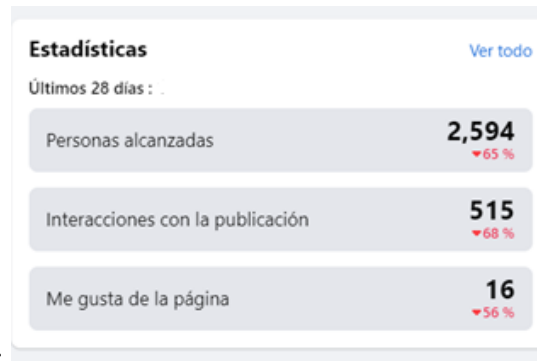 Estadísticas
Ver todo
Últimos 28 días :
Personas alcanzadas
2,594
▼65 %
Interacciones con la publicación
515
▼68 %
Me gusta de la página
16
▼56 %